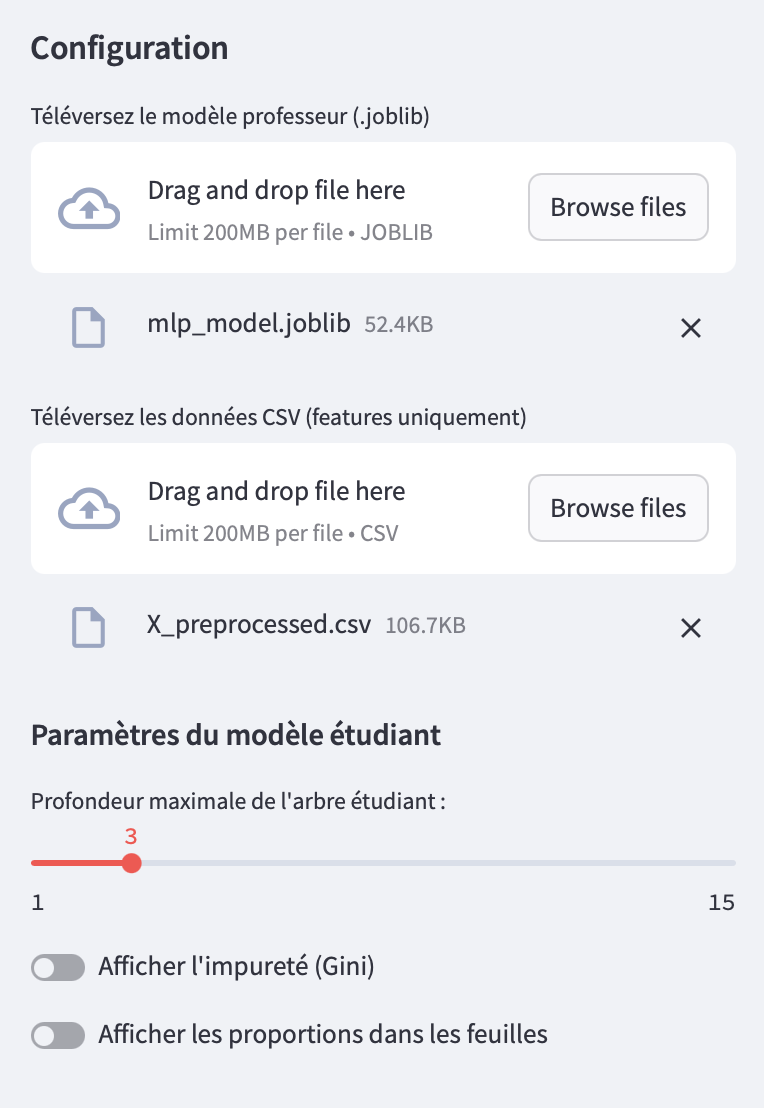 Configuration
Téléversez le modèle professeur (.joblib)
Drag and drop file here
Limit 200MB per file • JOBLIB
Browse files
mlp_model.joblib 52.4KB
Téléversez les données CSV (features uniquement)
Drag and drop file here
Limit 200MB per file • CSV
Browse files
X_preprocessed.csv 106.7KB
Paramètres du modèle étudiant
Profondeur maximale de l'arbre étudiant :
3
1 15
Afficher l'impureté (Gini)
Afficher les proportions dans les feuilles